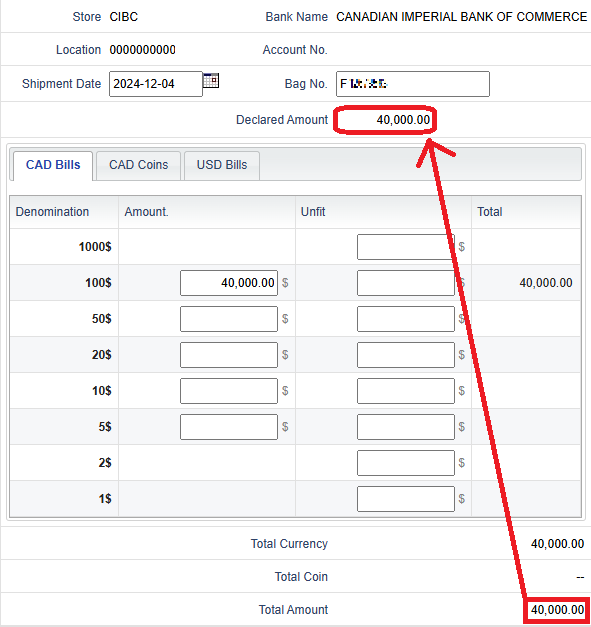 Store CIBC Bank Name CANADIAN IMPERIAL BANK OF COMMERCE
Location 0000000000 Account No.
Shipment Date 2024-12-04 Bag No. F
Declared Amount 40,000.00
CAD Bills CAD Coins USD Bills
Denomination Amount. Unfit Total
1000$ $
100$ 40,000.00 $ $ 40,000.00
50$ $ $
20$ $ $
10$ $ $
5$ $ $
2$ $
1$ $
Total Currency 40,000.00
Total Coin --
Total Amount 40,000.00